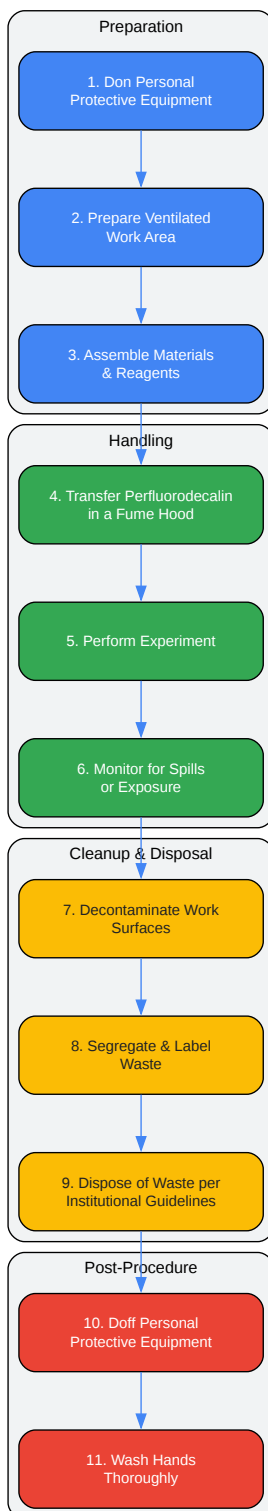 Preparation
1. Don Personal
Protective Equipment
2. Prepare Ventilated
Work Area
3. Assemble Materials
& Reagents
Handling
4. Transfer Perfluorodecalin
in a Fume Hood
5. Perform Experiment
6. Monitor for Spills
or Exposure
Cleanup & Disposal
7. Decontaminate Work
Surfaces
8. Segregate & Label
Waste
9. Dispose of Waste per
Institutional Guidelines
Post-Procedure
10. Doff Personal
Protective Equipment
11. Wash Hands
Thoroughly